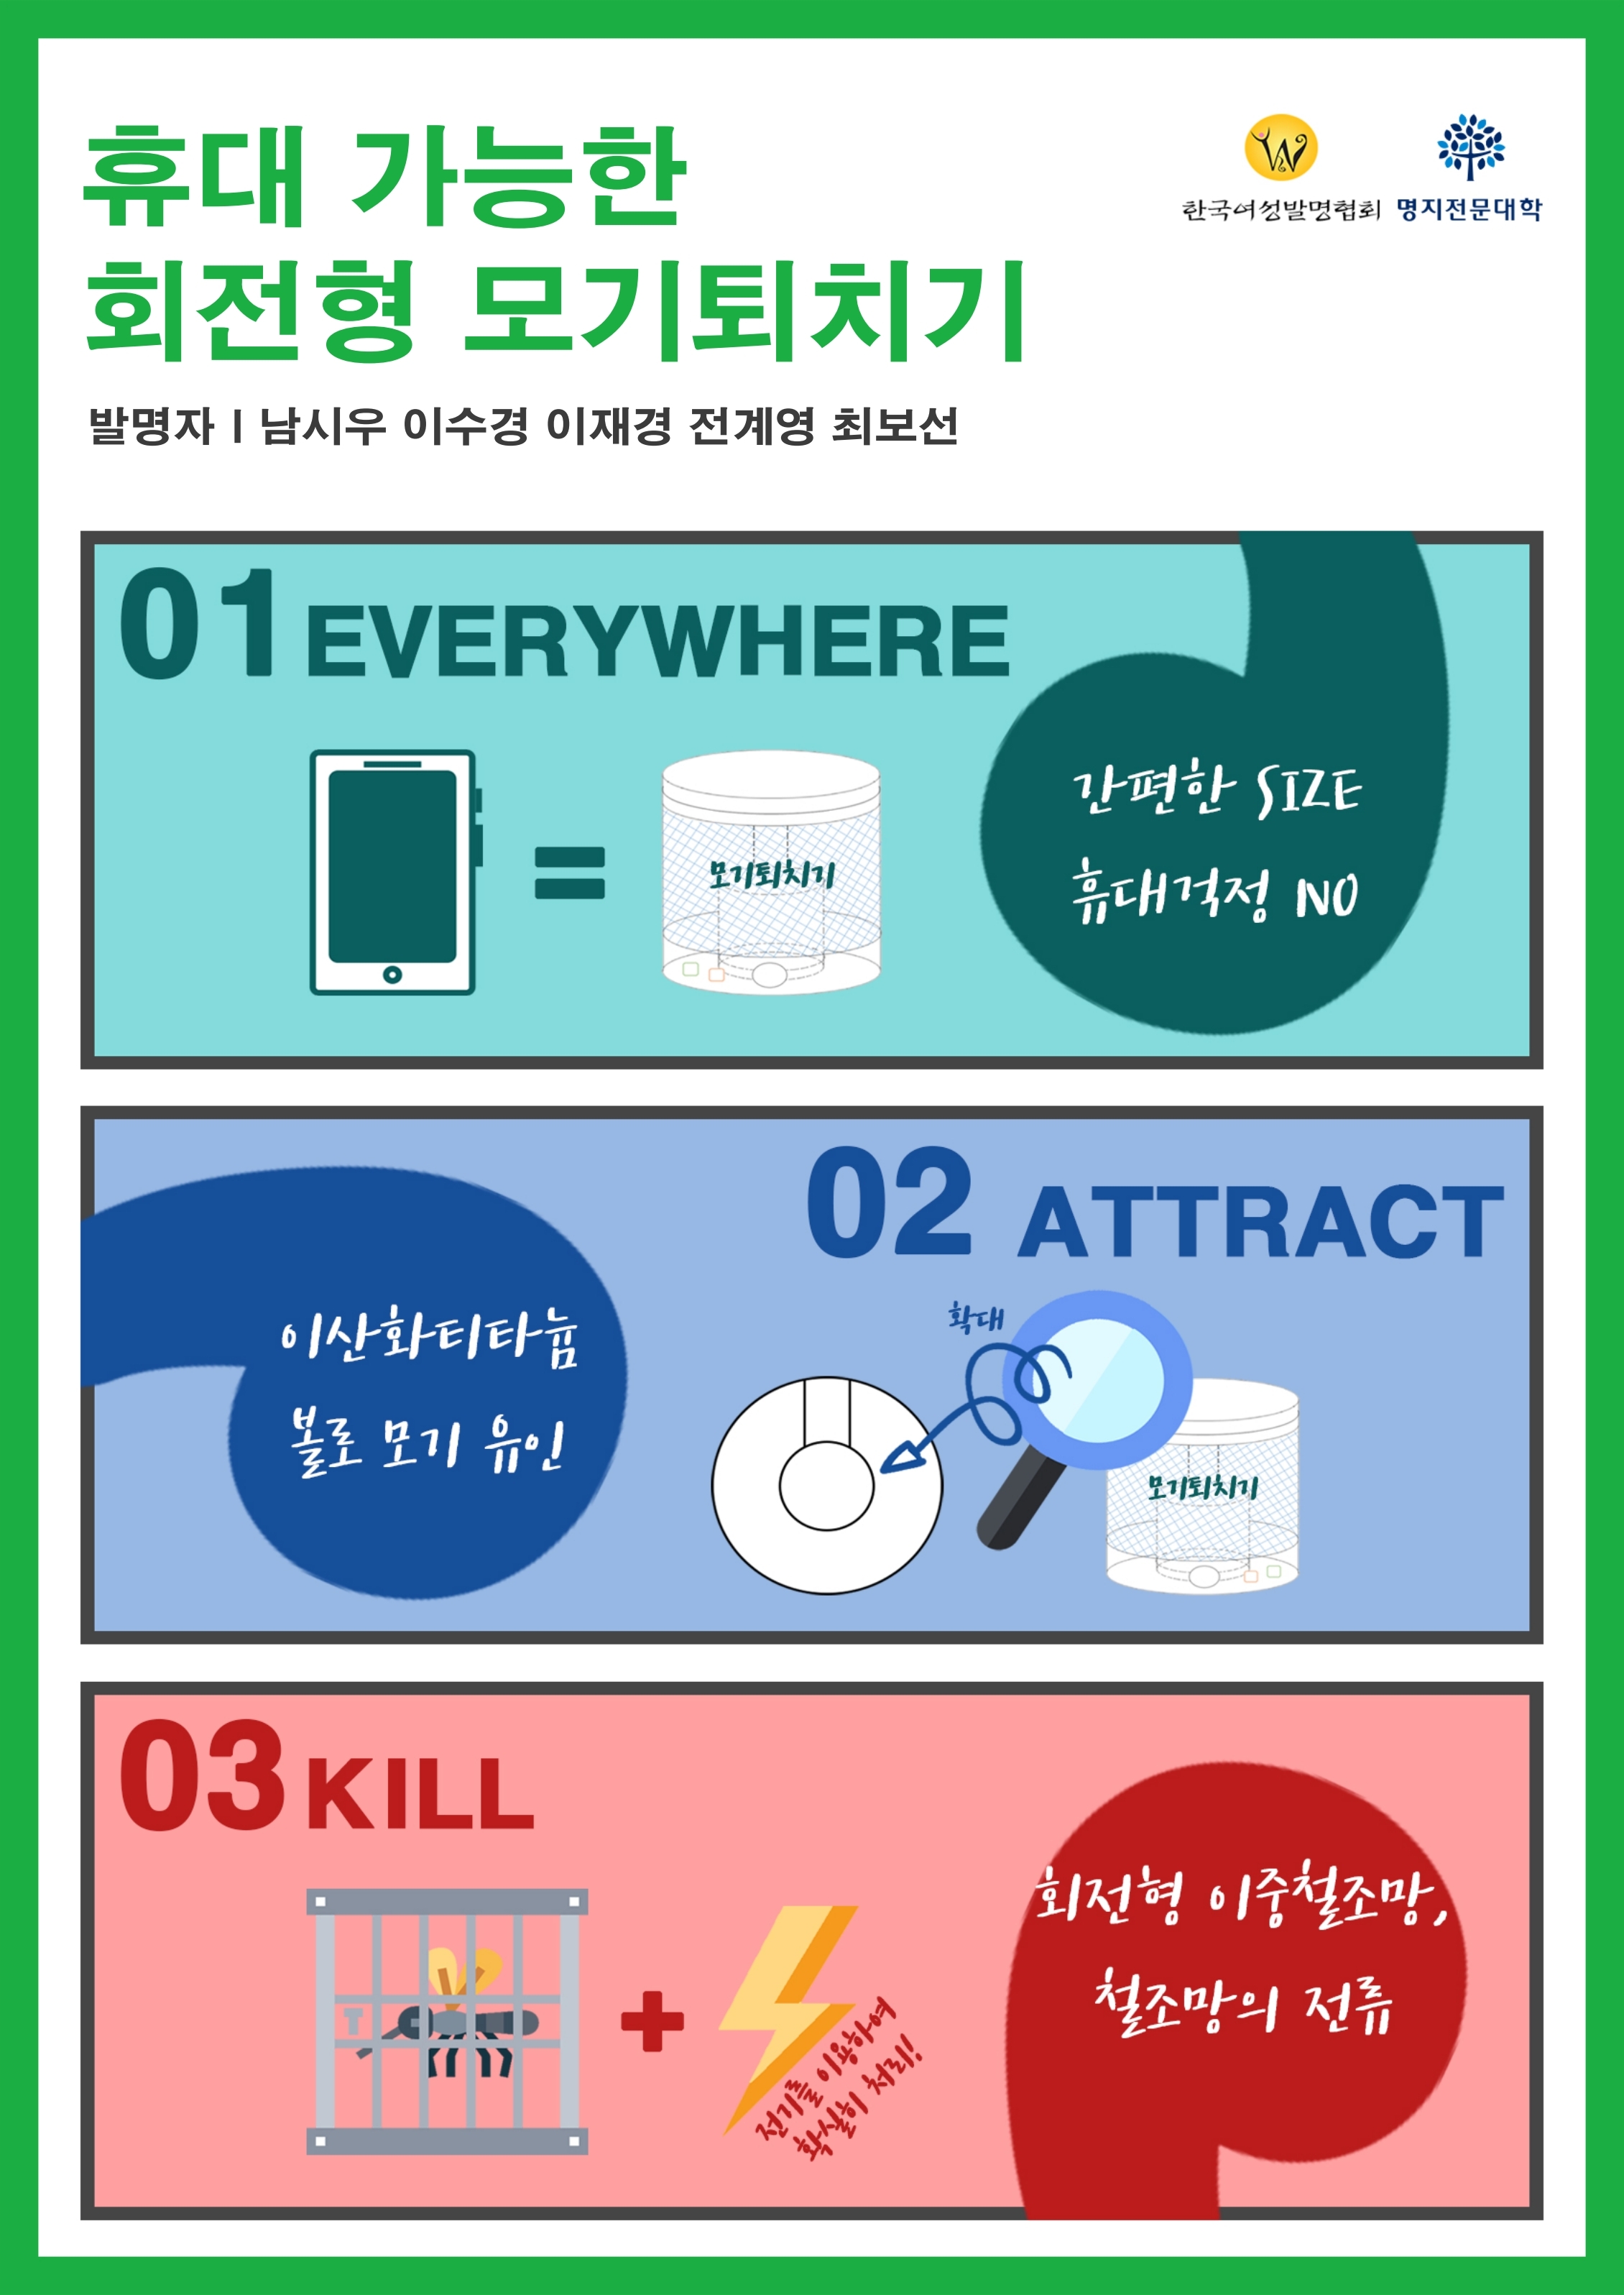 휴대 가능한
회전형 모기퇴치기
한국여성발명협회 명지전문대학
발명자 | 남시우 이수경 이재경 전계영 최보선
01 EVERYWHERE
모기퇴치기
간편한 SIZE
휴대걱정 NO
02 ATTRACT
이산화티타늄
볼로 모기 유인
확대
모기퇴치기
03 KILL
전기를 이용하여
확실히 처리!
회전형 이중철조망,
철조망의 전류